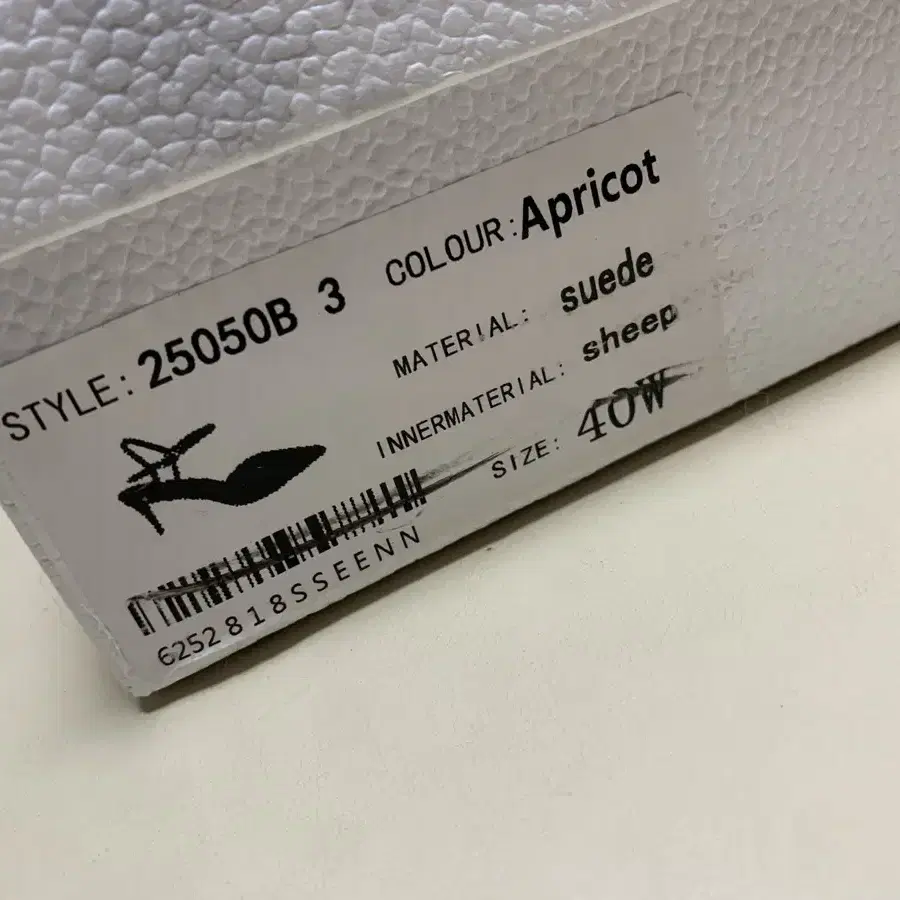 STYLE: 25050B 3
COLOUR: Apricot
MATERIAL: suede
INNERMATERIAL: sheep
SIZE: 40W
6252818SSEENN